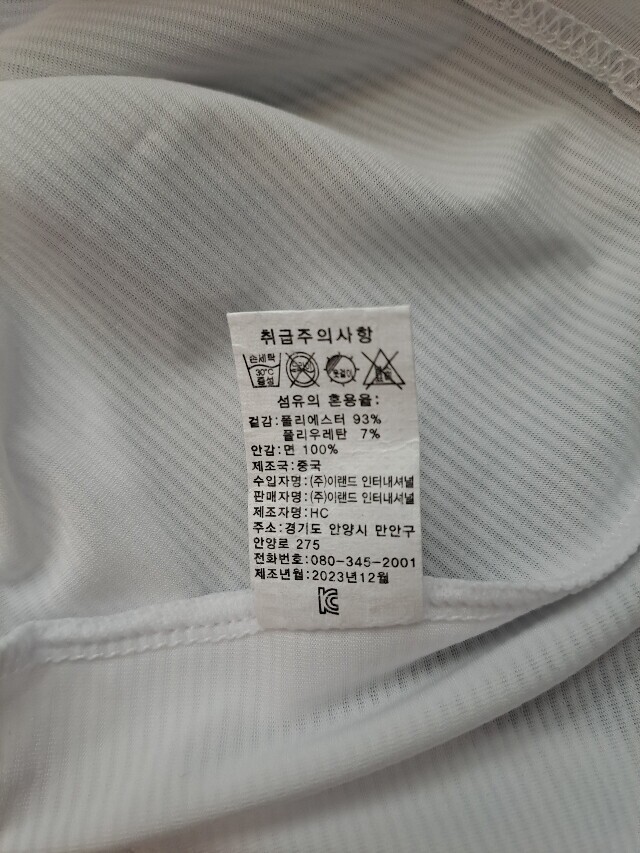 취급주의사항
손세탁
30°C
중성
옷걸이
섬유의 혼용율:
겉감:폴리에스터 93%
폴리우레탄 7%
안감:면 100%
제조국:중국
수입자명:(주)이랜드 인터내셔널
판매자명:(주)이랜드 인터내셔널
제조자명:HC
주소:경기도 안양시 만안구
안양로 275
전화번호:080-345-2001
제조년월:2023년12월
KC